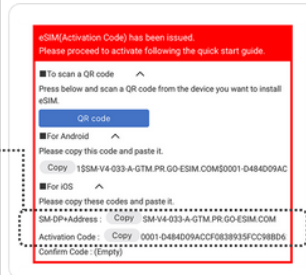 eSIM(Activation Code) has been issued.
Please proceed to activate following the quick start guide.
■To scan a QR code
Press below and scan a QR code from the device you want to install
eSIM.
QR code
■For Android
Please copy this code and paste it.
Copy 1$SM-V4-033-A-GTM.PR.GO-ESIM.COM$0001-D484D09AC
■For iOS
Please copy these codes and paste it.
SM-DP+Address : Copy SM-V4-033-A-GTM.PR.GO-ESIM.COM
Activation Code : Copy 0001-D484D09ACCF0838935FCC98BD6
Confirm Code : (Empty)